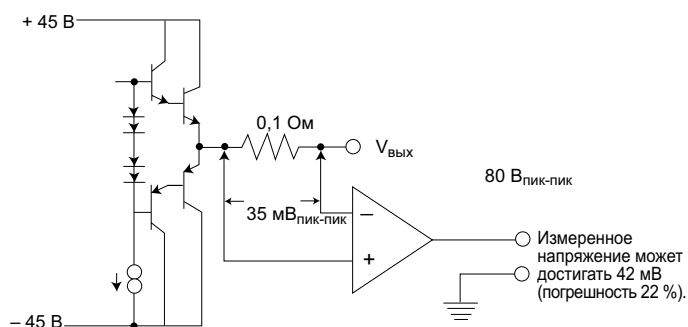 + 45 В
0,1 Ом
Vвых
80 Впик-пик
35 мВпик-пик
–
+
Измеренное
напряжение может
достигать 42 мВ
(погрешность 22 %).
– 45 В